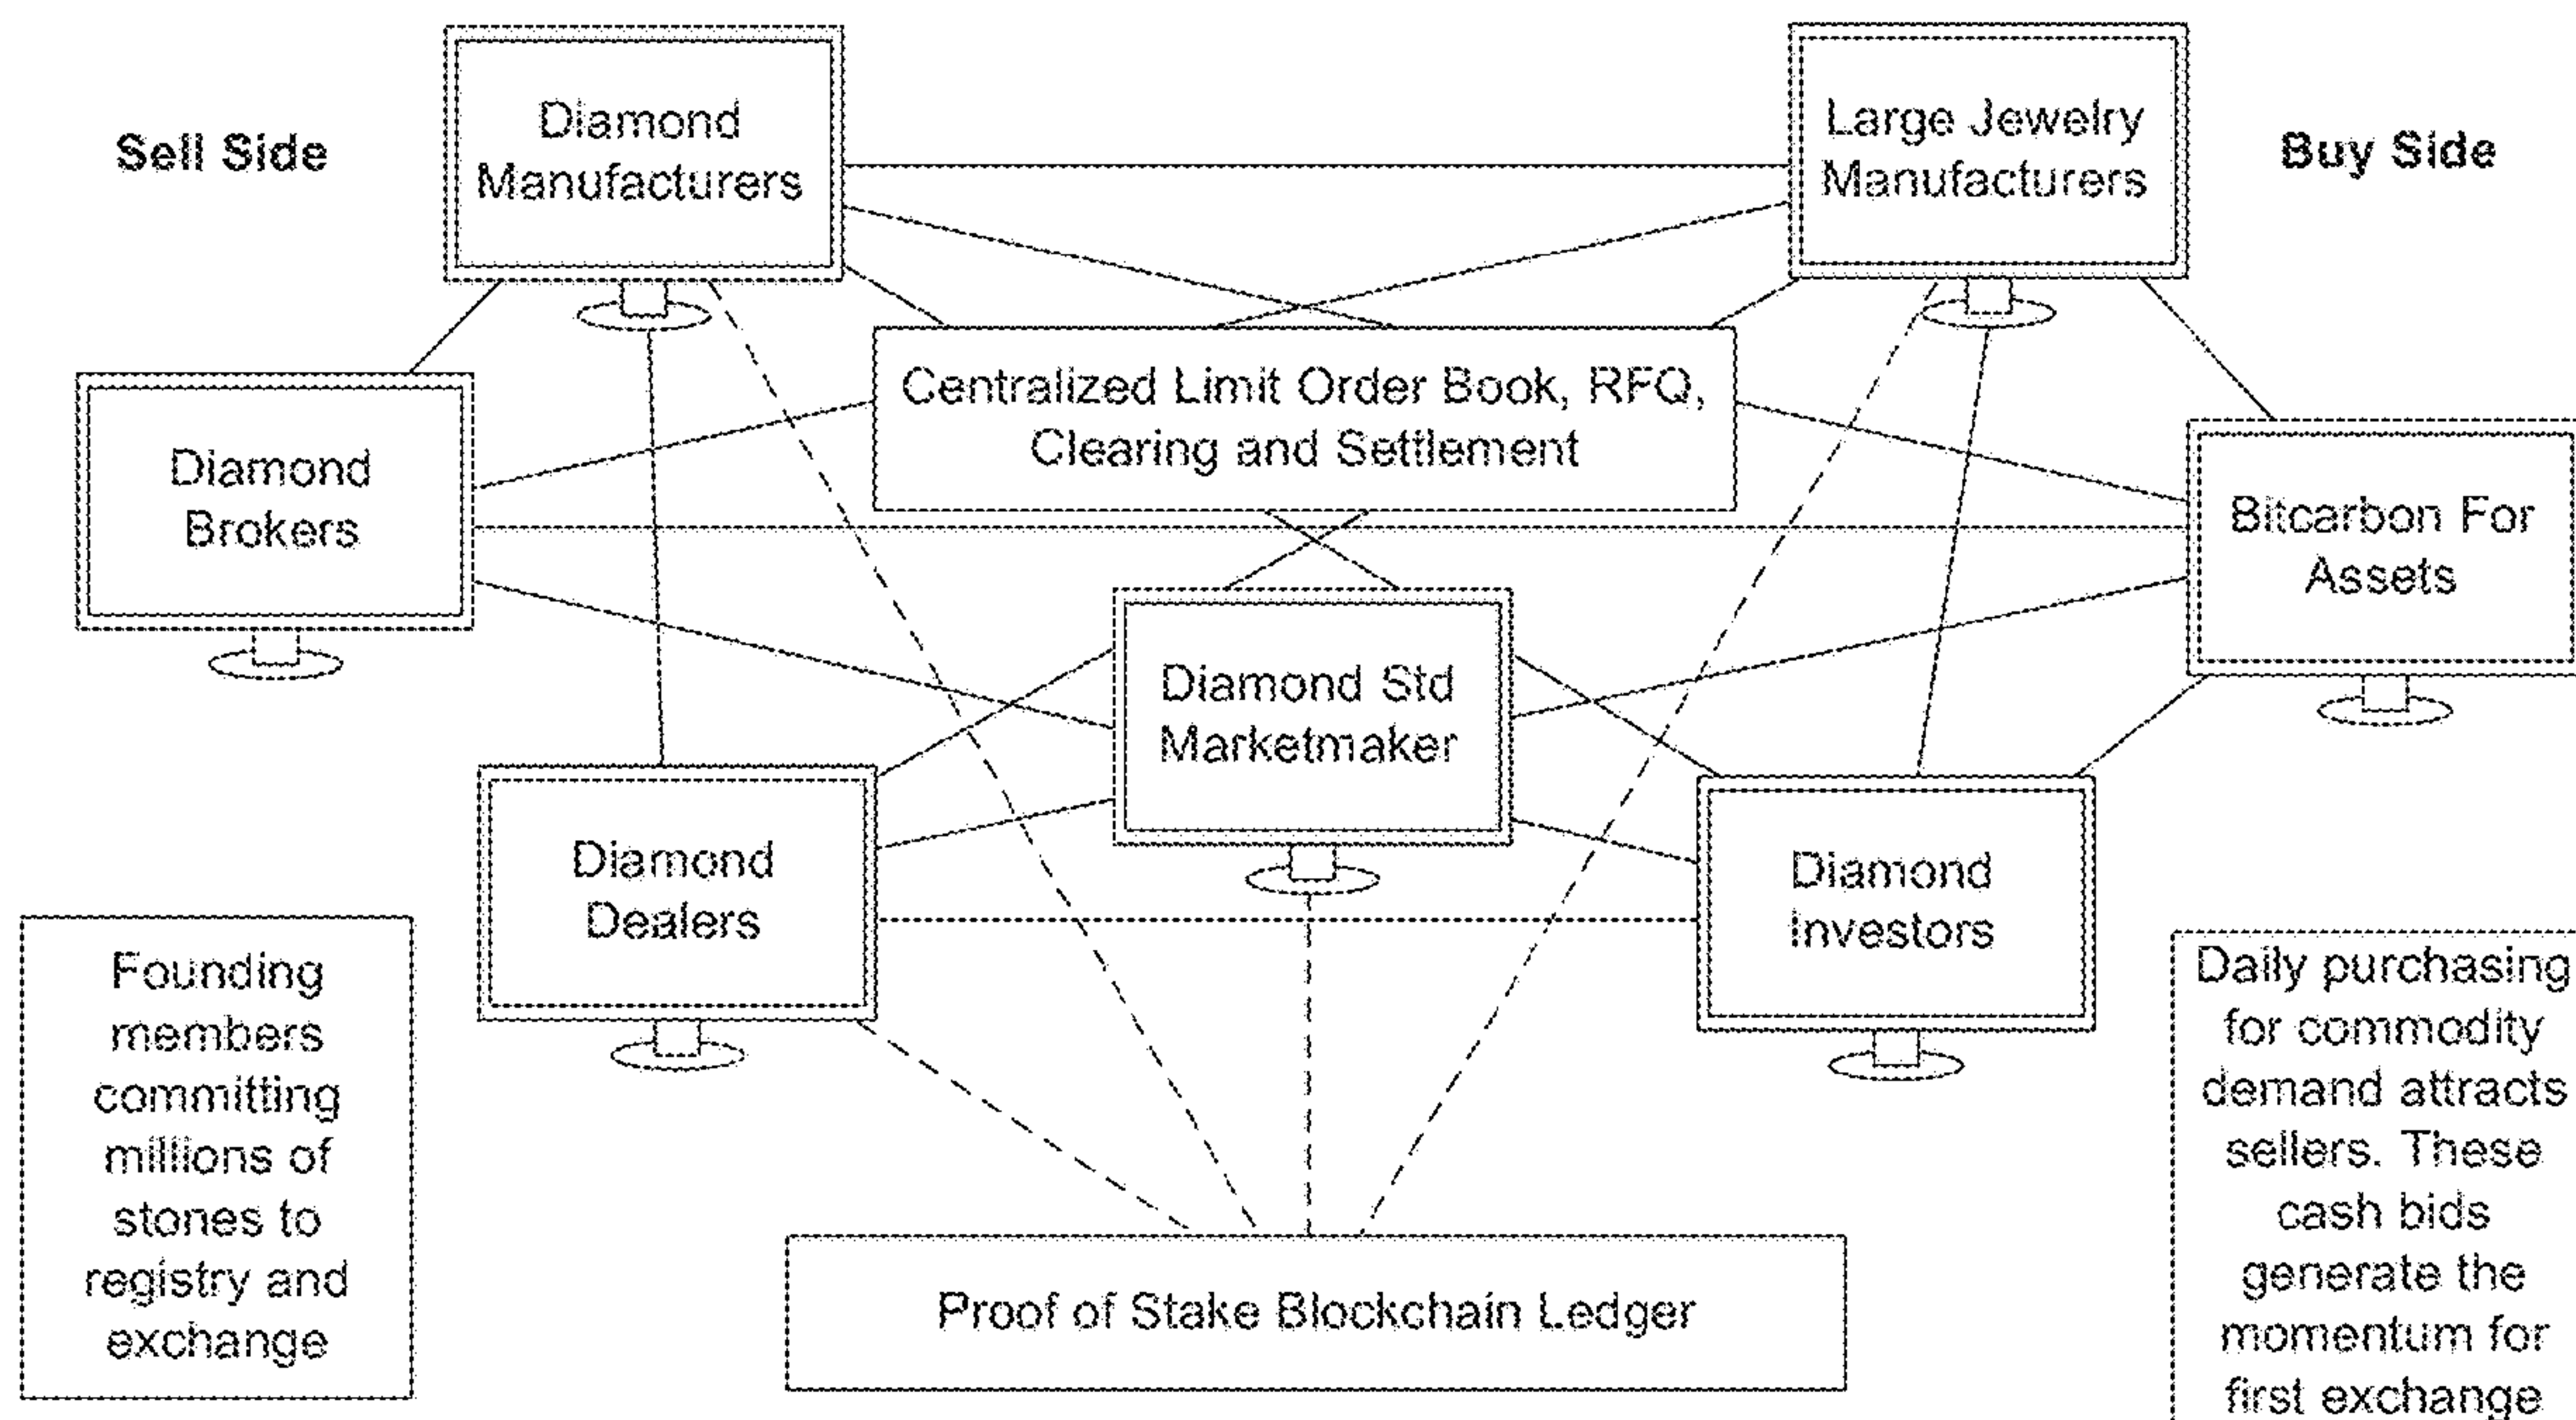 Sell Side
Diamond
Manufacturers
Large Jewelry
Manufacturers
Buy Side
Centralized Limit Order Book, RFQ,
Clearing and Settlement
Diamond
Brokers
Bitcarbon For
Assets
Diamond Std
Marketmaker
Diamond
Dealers
Diamond
Investors
Founding
members
committing
millions of
stones to
registry and
exchange
Daily purchasing
for commodity
demand attracts
sellers. These
cash bids
generate the
momentum for
first exchange
Proof of Stake Blockchain Ledger